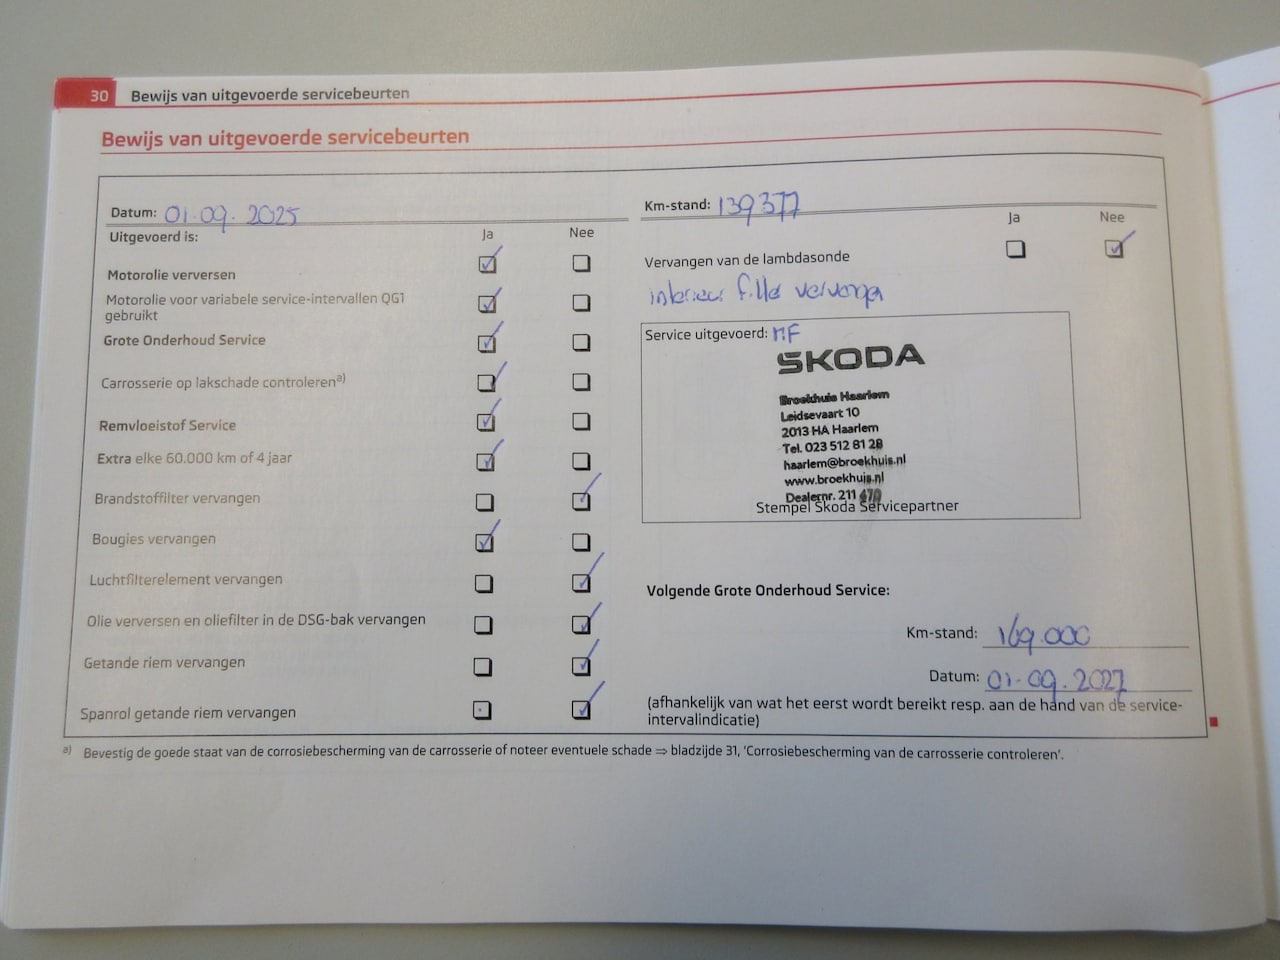 30 Bewijs van uitgevoerde servicebeurten
Bewijs van uitgevoerde servicebeurten
Datum: 01.09.2025
Uitgevoerd is: Ja Nee
Motorolie verversen
Motorolie voor variabele service-intervallen QG1
gebruikt
Grote Onderhoud Service
Carrosserie op lakschade controleren a)
Remvloeistof Service
Extra elke 60.000 km of 4 jaar
Brandstoffilter vervangen
Bougies vervangen
Luchtfilterelement vervangen
Olie verversen en oliefilter in de DSG-bak vervangen
Getande riem vervangen
Spanrol getande riem vervangen
Km-stand: 139377
Ja Nee
Vervangen van de lambdasonde
interieur filter vervangen
Service uitgevoerd: MF
SKODA
Broekhuis Haarlem
Leidsevaart 10
2013 HA Haarlem
Tel. 023 512 81 28
haarlem@broekhuis.nl
www.broekhuis.nl
Dealernr. 211 470
Stempel Skoda Servicepartner
Volgende Grote Onderhoud Service:
Km-stand: 169.000
Datum: 01.09.2027
(afhankelijk van wat het eerst wordt bereikt resp. aan de hand van de service-
intervalindicatie)
a) Bevestig de goede staat van de corrosiebescherming van de carrosserie of noteer eventuele schade ⇒ bladzijde 31, 'Corrosiebescherming van de carrosserie controleren'.